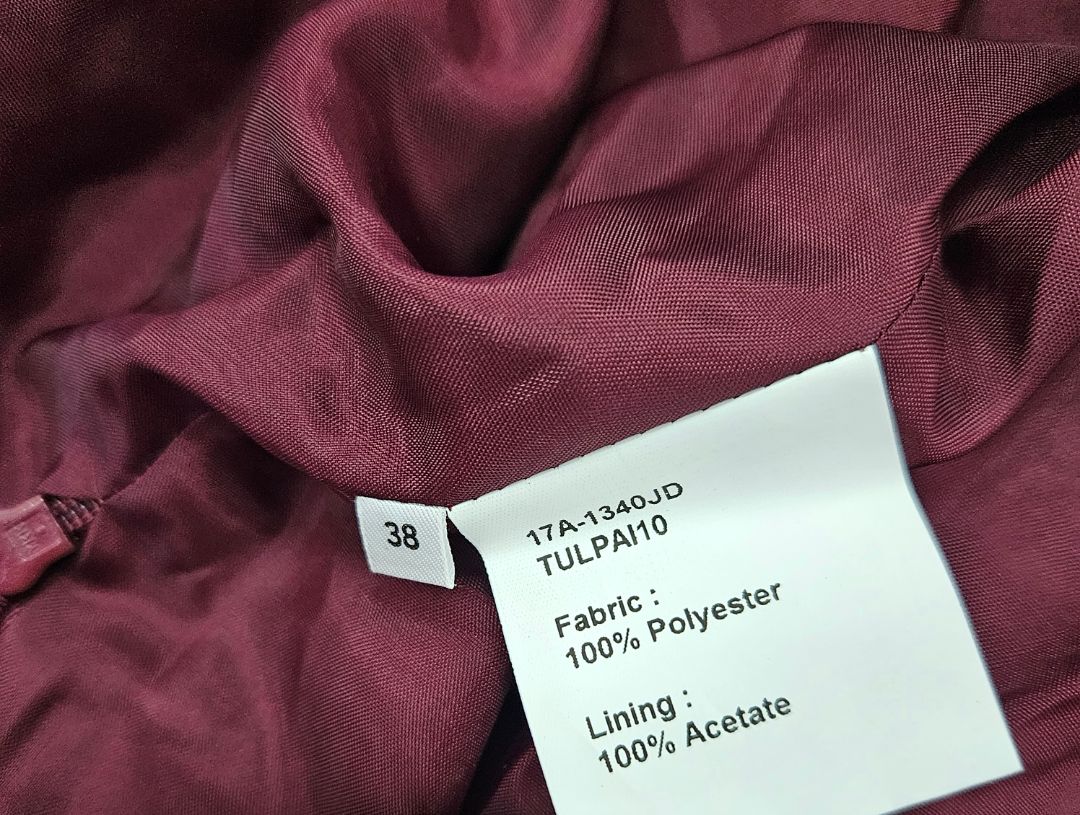 38
17A-1340JD
TULPAI10
Fabric :
100% Polyester
Lining :
100% Acetate